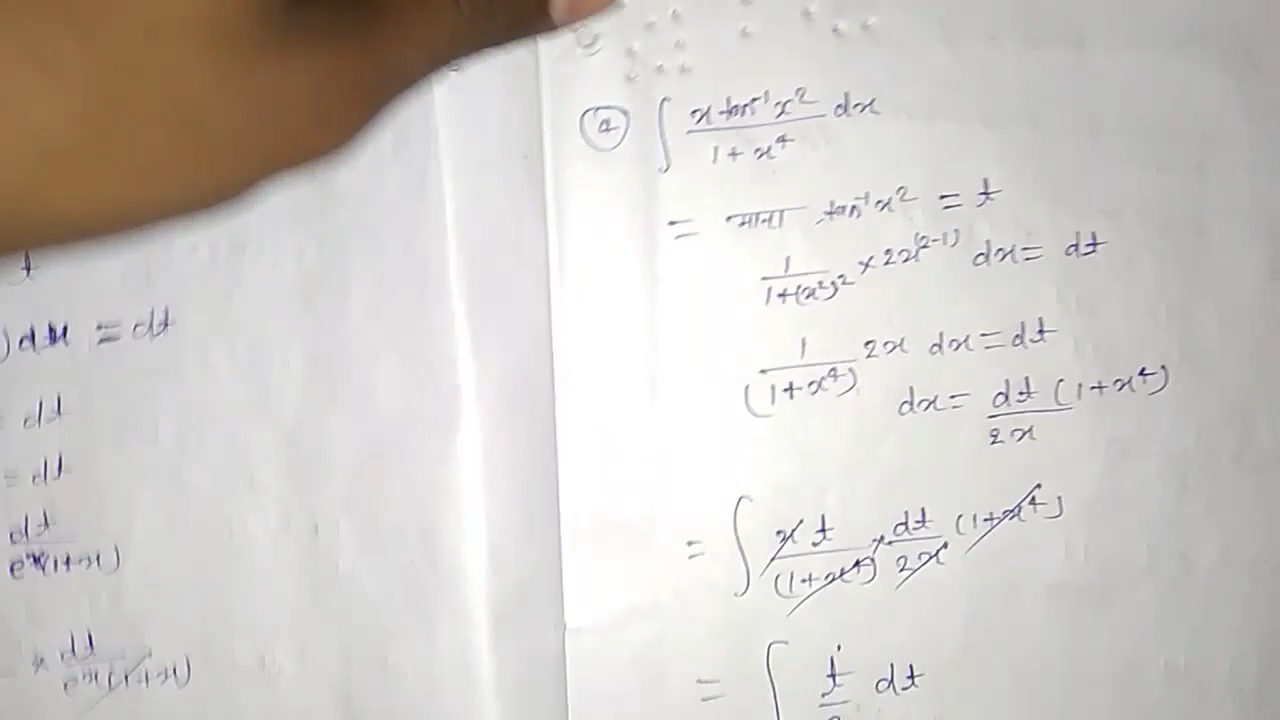 t
)dx = dt
= dt
= dt
dt
eˣ(1+x)
× dt
eˣ(1+x)
∫ x tan⁻¹x² dx
1 + x⁴
= माना tan⁻¹x² = t
1 × 2x⁽²⁻¹⁾ dx = dt
1+(x²)²
1 2x dx = dt
(1+x⁴)
dx = dt (1+x⁴)
2x
= ∫ x t × dt (1+x⁴)
(1+x⁴) 2x
= ∫ t dt